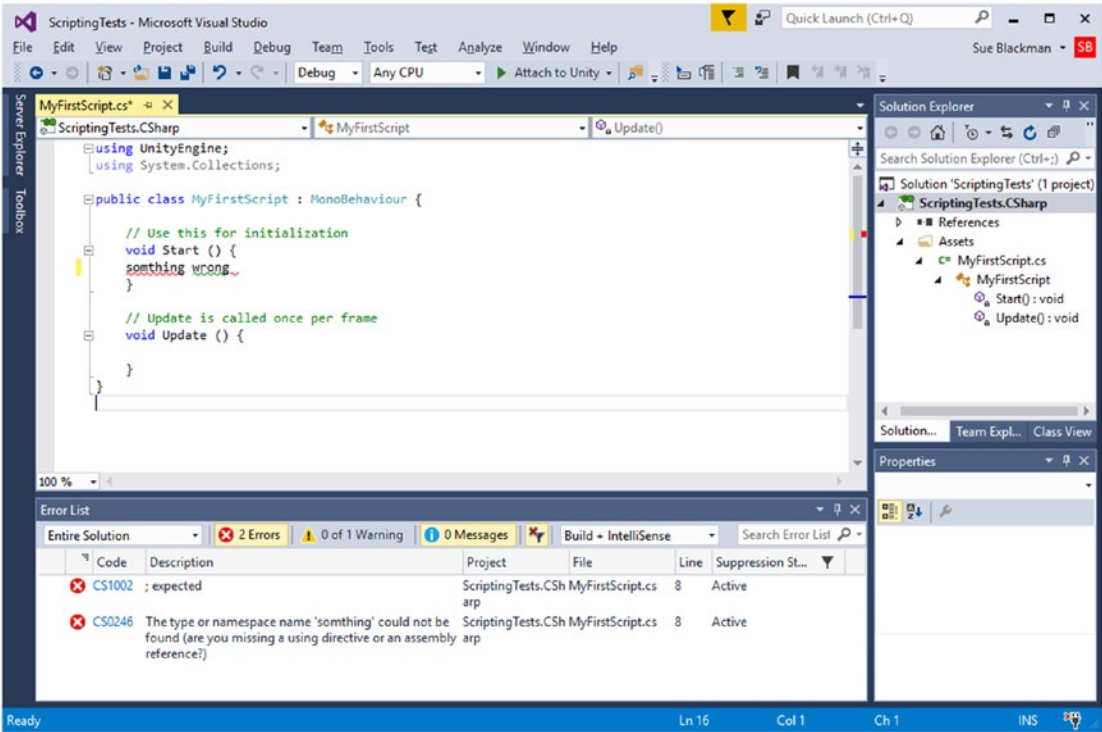 ScriptingTests - Microsoft Visual Studio
Quick Launch (Ctrl+Q)
File Edit View Project Build Debug Team Tools Test Analyze Window Help
Sue Blackman SB
Debug Any CPU Attach to Unity
Server Explorer
Toolbox
MyFirstScript.cs*
ScriptingTests.CSharp MyFirstScript Update()
using UnityEngine;
using System.Collections;
public class MyFirstScript : MonoBehaviour {
// Use this for initialization
void Start () {
somthing wrong
}
// Update is called once per frame
void Update () {
}
}
100 %
Solution Explorer
Search Solution Explorer (Ctrl+;)
Solution 'ScriptingTests' (1 project)
ScriptingTests.CSharp
References
Assets
C# MyFirstScript.cs
MyFirstScript
Start() : void
Update() : void
Solution... Team Expl... Class View
Properties
Error List
Entire Solution 2 Errors 0 of 1 Warning 0 Messages Build + IntelliSense Search Error List
Code Description Project File Line Suppression St...
CS1002 ; expected ScriptingTests.CSh MyFirstScript.cs 8 Active
arp
CS0246 The type or namespace name 'somthing' could not be ScriptingTests.CSh MyFirstScript.cs 8 Active
found (are you missing a using directive or an assembly arp
reference?)
Ready Ln 16 Col 1 Ch 1 INS